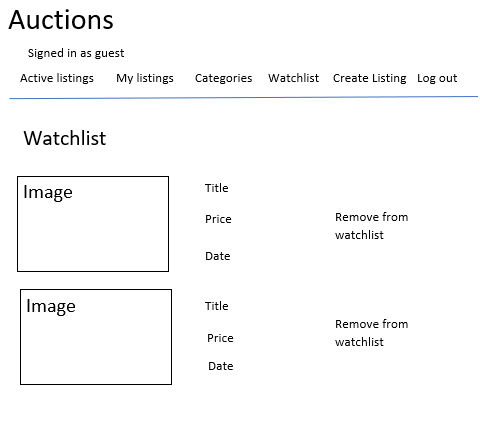 Auctions
Signed in as guest
Active listings My listings Categories Watchlist Create Listing Log out
Watchlist
Image
Title
Price
Date
Remove from
watchlist
Image
Title
Price
Date
Remove from
watchlist